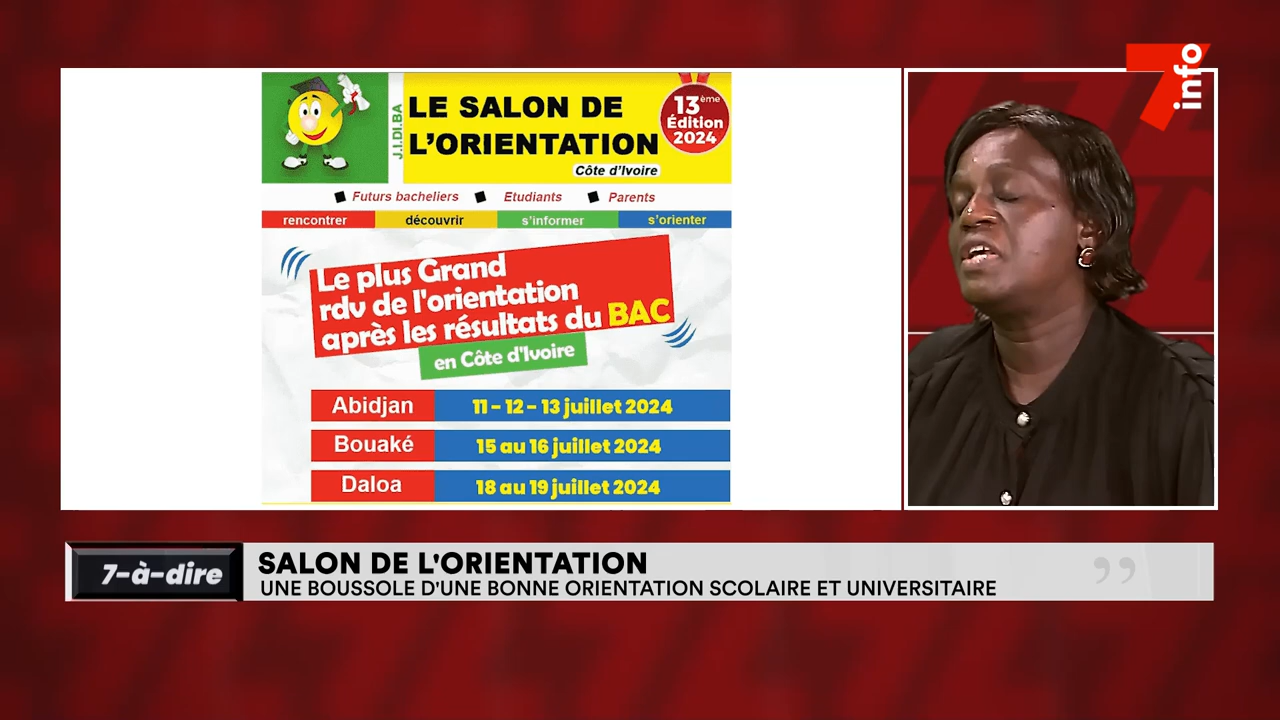 7 info
J.I.DI.BA
LE SALON DE
L'ORIENTATION
Côte d'Ivoire
13ème
Édition
2024
Futurs bacheliers
Etudiants
Parents
rencontrer
découvrir
s'informer
s'orienter
Le plus Grand
rdv de l'orientation
après les résultats du BAC
en Côte d'Ivoire
Abidjan
11 - 12 - 13 juillet 2024
Bouaké
15 au 16 juillet 2024
Daloa
18 au 19 juillet 2024
7-à-dire
SALON DE L'ORIENTATION
UNE BOUSSOLE D'UNE BONNE ORIENTATION SCOLAIRE ET UNIVERSITAIRE